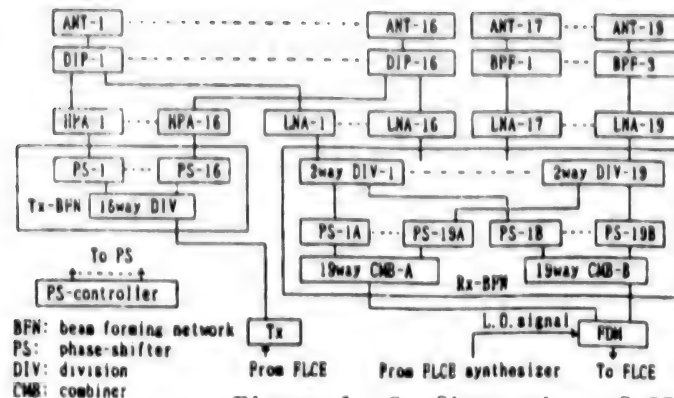 ANT-1 ANT-16 ANT-17 ANT-19
DIP-1 DIP-16 BPF-1 BPF-3
HPA-1 HPA-16 LNA-1 LNA-16 LNA-17 LNA-19
PS-1 PS-16 2way DIV-1 2way DIV-19
Tx-BFN 16way DIV
PS-1A PS-19A PS-1B PS-19B
To PS
19way CMB-A Rx-BFN 19way CMB-B
PS-controller
L.O. signal
BFN: beam forming network
Tx FDM
PS: phase-shifter
DIV: division
From FLCE From FLCE synthesizer To FLCE
CMB: combiner